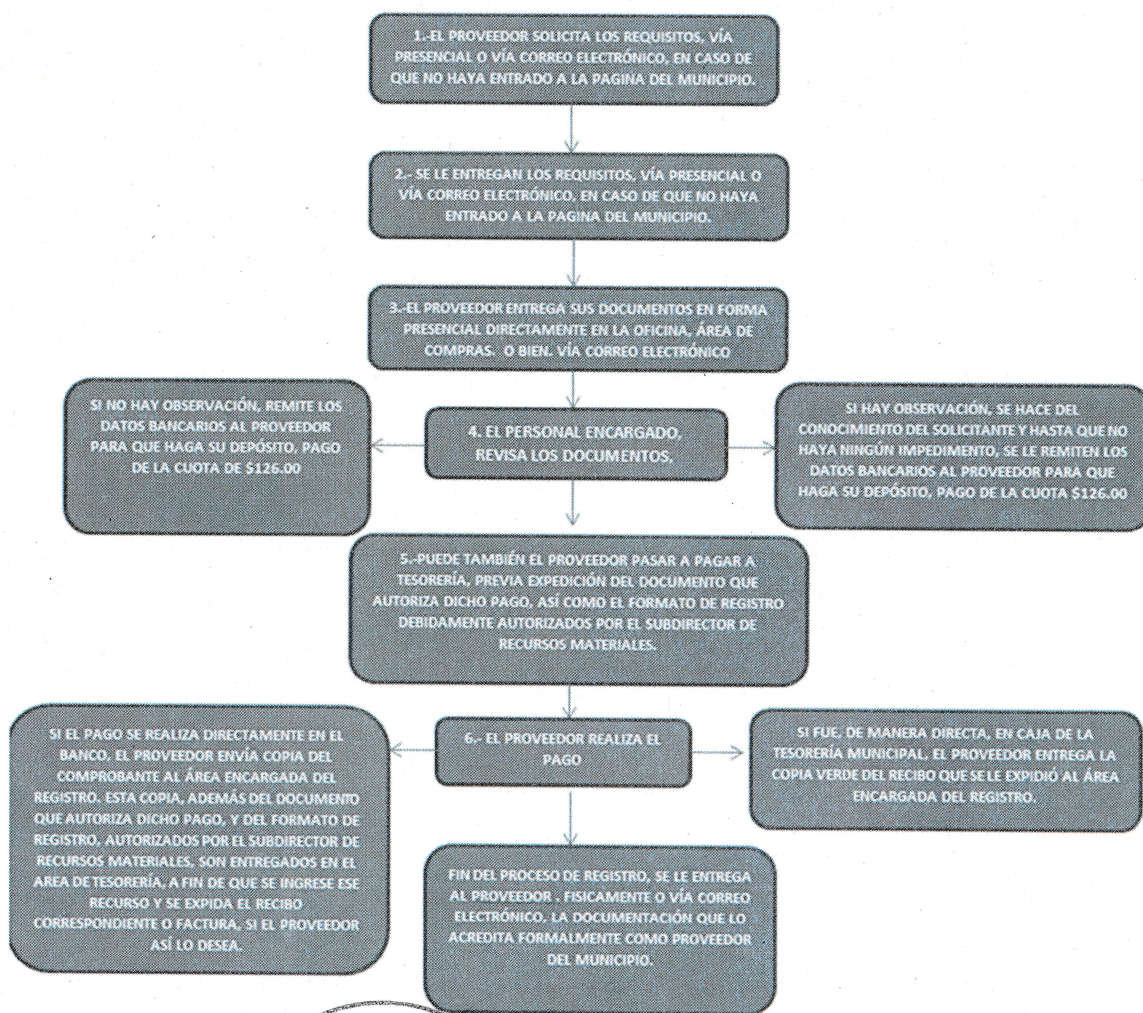 1.-EL PROVEEDOR SOLICITA LOS REQUISITOS, VÍA
PRESENCIAL O VÍA CORREO ELECTRÓNICO, EN CASO DE
QUE NO HAYA ENTRADO A LA PAGINA DEL MUNICIPIO.
2.- SE LE ENTREGAN LOS REQUISITOS, VÍA PRESENCIAL O
VÍA CORREO ELECTRÓNICO, EN CASO DE QUE NO HAYA
ENTRADO A LA PAGINA DEL MUNICIPIO.
3.-EL PROVEEDOR ENTREGA SUS DOCUMENTOS EN FORMA
PRESENCIAL DIRECTAMENTE EN LA OFICINA, ÁREA DE
COMPRAS. O BIEN. VÍA CORREO ELECTRÓNICO
SI NO HAY OBSERVACIÓN, REMITE LOS
DATOS BANCARIOS AL PROVEEDOR
PARA QUE HAGA SU DEPÓSITO, PAGO
DE LA CUOTA DE $126.00
4. EL PERSONAL ENCARGADO,
REVISA LOS DOCUMENTOS,
SI HAY OBSERVACIÓN, SE HACE DEL
CONOCIMIENTO DEL SOLICITANTE Y HASTA QUE NO
HAYA NINGÚN IMPEDIMENTO, SE LE REMITEN LOS
DATOS BANCARIOS AL PROVEEDOR PARA QUE
HAGA SU DEPÓSITO, PAGO DE LA CUOTA $126.00
5.-PUEDE TAMBIÉN EL PROVEEDOR PASAR A PAGAR A
TESORERÍA, PREVIA EXPEDICIÓN DEL DOCUMENTO QUE
AUTORIZA DICHO PAGO, ASÍ COMO EL FORMATO DE REGISTRO
DEBIDAMENTE AUTORIZADOS POR EL SUBDIRECTOR DE
RECURSOS MATERIALES.
SI EL PAGO SE REALIZA DIRECTAMENTE EN EL
BANCO, EL PROVEEDOR ENVÍA COPIA DEL
COMPROBANTE AL ÁREA ENCARGADA DEL
REGISTRO. ESTA COPIA, ADEMÁS DEL DOCUMENTO
QUE AUTORIZA DICHO PAGO, Y DEL FORMATO DE
REGISTRO, AUTORIZADOS POR EL SUBDIRECTOR DE
RECURSOS MATERIALES, SON ENTREGADOS EN EL
AREA DE TESORERÍA, A FIN DE QUE SE INGRESE ESE
RECURSO Y SE EXPIDA EL RECIBO
CORRESPONDIENTE O FACTURA, SI EL PROVEEDOR
ASÍ LO DESEA.
6.- EL PROVEEDOR REALIZA EL
PAGO
SI FUE, DE MANERA DIRECTA, EN CAJA DE LA
TESORERÍA MUNICIPAL, EL PROVEEDOR ENTREGA LA
COPIA VERDE DEL RECIBO QUE SE LE EXPIDIÓ AL ÁREA
ENCARGADA DEL REGISTRO.
FIN DEL PROCESO DE REGISTRO, SE LE ENTREGA
AL PROVEEDOR . FISICAMENTE O VÍA CORREO
ELECTRÓNICO, LA DOCUMENTACIÓN QUE LO
ACREDITA FORMALMENTE COMO PROVEEDOR
DEL MUNICIPIO.